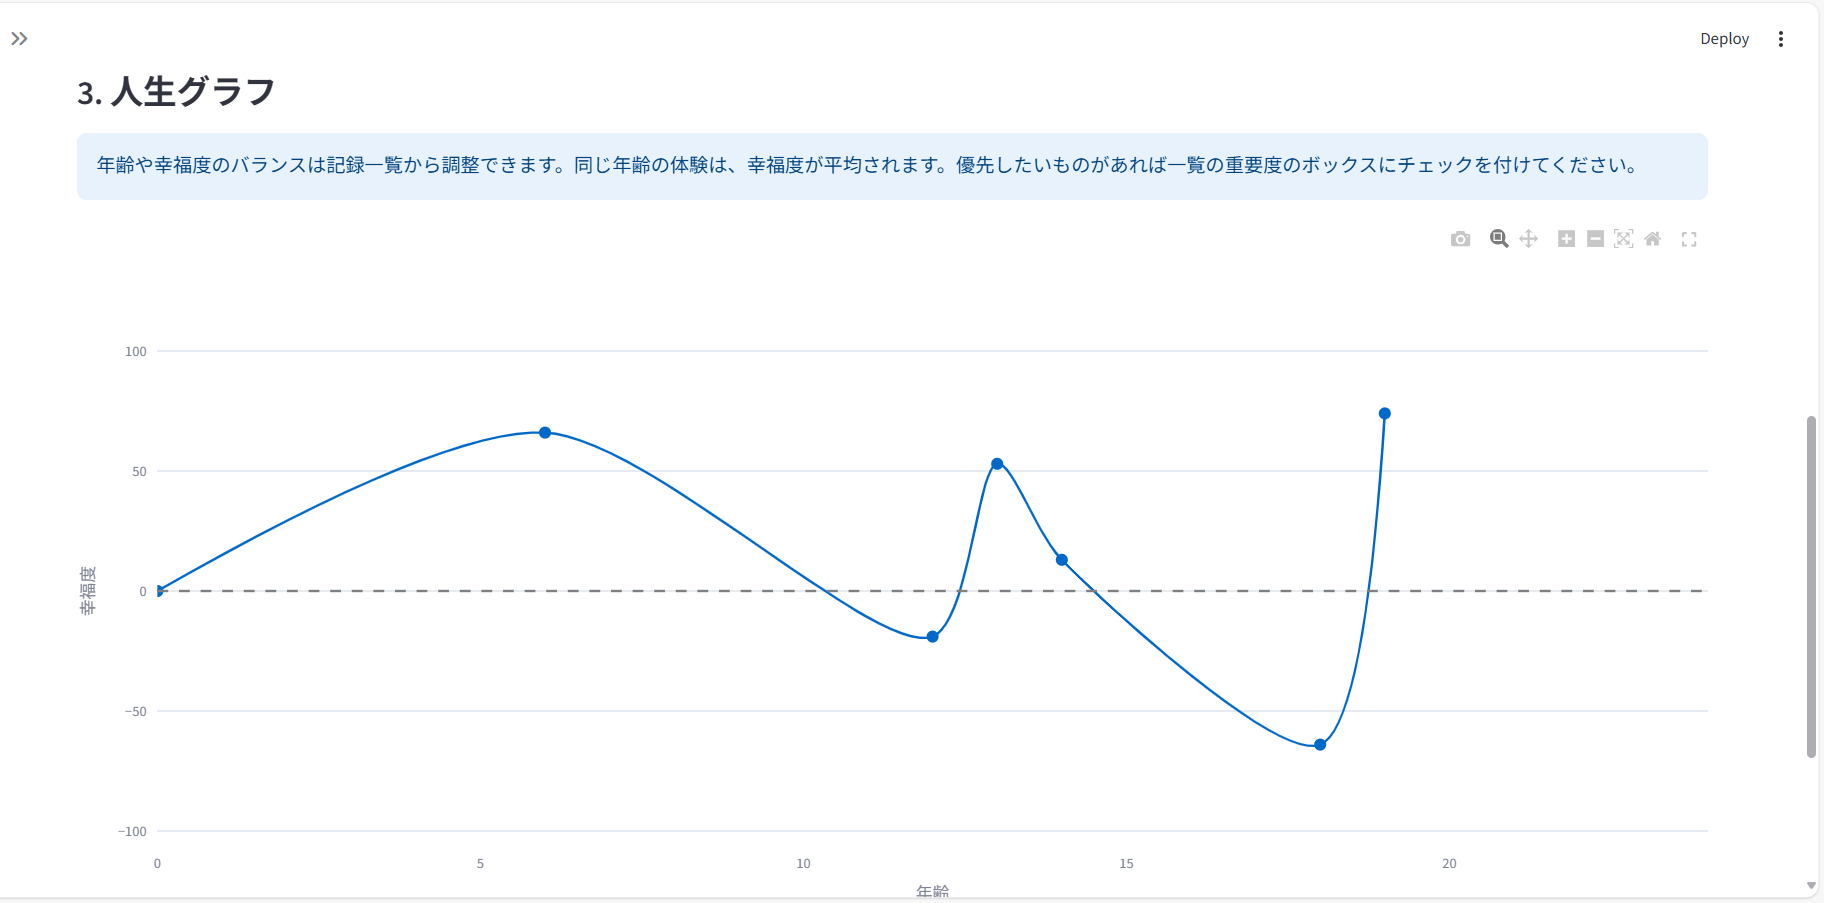 Deploy
3. 人生グラフ
年齢や幸福度のバランスは記録一覧から調整できます。同じ年齢の体験は、幸福度が平均されます。優先したいものがあれば一覧の重要度のボックスにチェックを付けてください。
100
50
0
−50
−100
幸福度
0 5 10 15 20
年齢